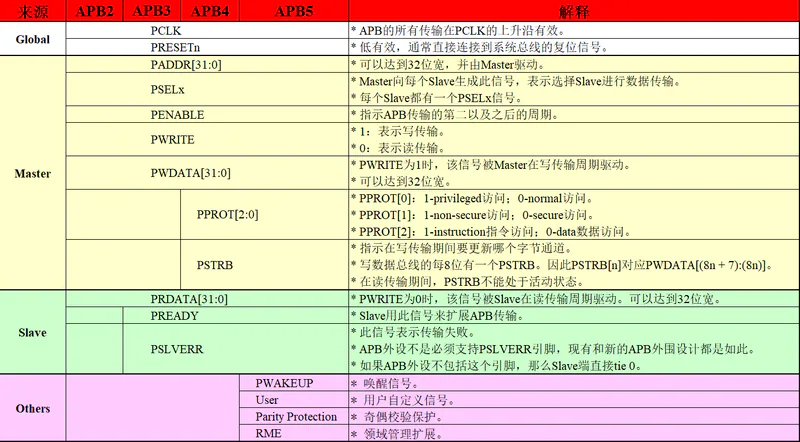 来源 APB2 APB3 APB4 APB5 解释
Global PCLK * APB的所有传输在PCLK的上升沿有效。
PRESETn * 低有效，通常直接连接到系统总线的复位信号。
Master PADDR[31:0] * 可以达到32位宽，并由Master驱动。
PSELx * Master向每个Slave生成此信号，表示选择Slave进行数据传输。
* 每个Slave都有一个PSELx信号。
PENABLE * 指示APB传输的第二以及之后的周期。
PWRITE * 1：表示写传输。
* 0：表示读传输。
PWDATA[31:0] * PWRITE为1时，该信号被Master在写传输周期驱动。
* 可以达到32位宽。
PPROT[2:0] * PPROT[0]：1-privileged访问；0-normal访问。
* PPROT[1]：1-non-secure访问；0-secure访问。
* PPROT[2]：1-instruction指令访问；0-data数据访问。
PSTRB * 指示在写传输期间要更新哪个字节通道。
* 写数据总线的每8位有一个PSTRB。因此PSTRB[n]对应PWDATA[(8n + 7):(8n)]。
* 在读传输期间，PSTRB不能处于活动状态。
Slave PRDATA[31:0] * PWRITE为0时，该信号被Slave在读传输周期驱动。可以达到32位宽。
PREADY * Slave用此信号来扩展APB传输。
PSLVERR * 此信号表示传输失败。
* APB外设不是必须支持PSLVERR引脚，现有和新的APB外围设计都是如此。
* 如果APB外设不包括这个引脚，那么Slave端直接tie 0。
Others PWAKEUP * 唤醒信号。
User * 用户自定义信号。
Parity Protection * 奇偶校验保护。
RME * 领域管理扩展。